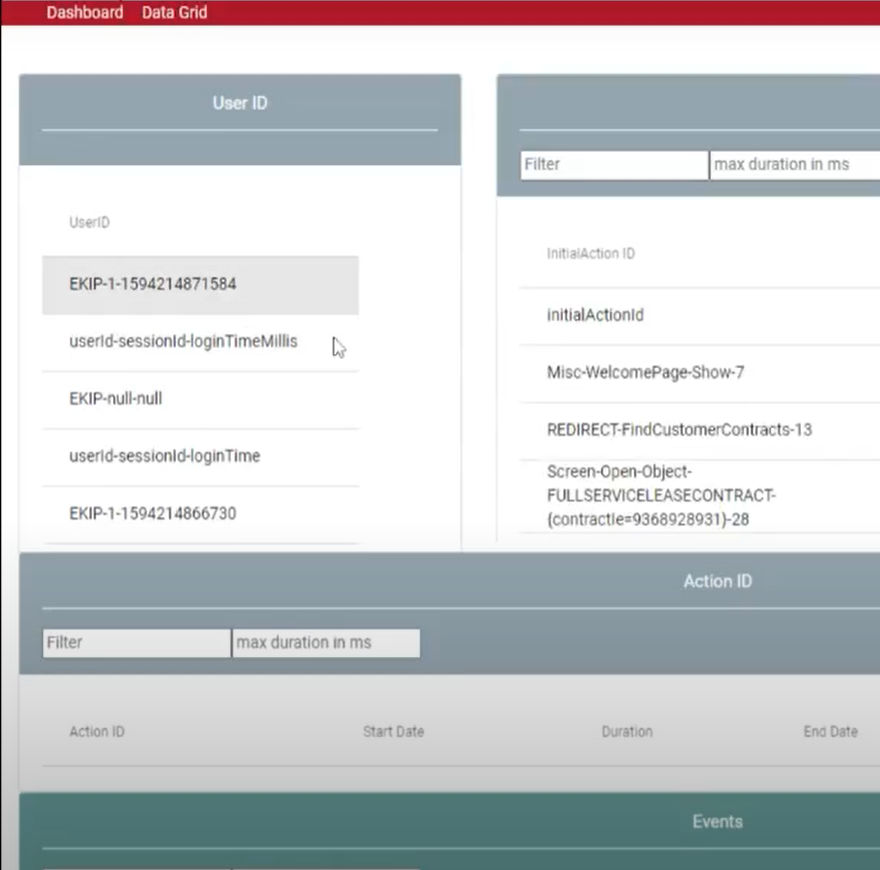 Dashboard Data Grid
User ID
Filter max duration in ms
UserID
EKIP-1-1594214871584
userId-sessionId-loginTimeMillis
EKIP-null-null
userId-sessionId-loginTime
EKIP-1-1594214866730
InitialAction ID
initialActionId
Misc-WelcomePage-Show-7
REDIRECT-FindCustomerContracts-13
Screen-Open-Object-
FULLSERVICELEASECONTRACT-
{contractIe=9368928931}-28
Action ID
Filter max duration in ms
Action ID Start Date Duration End Date
Events